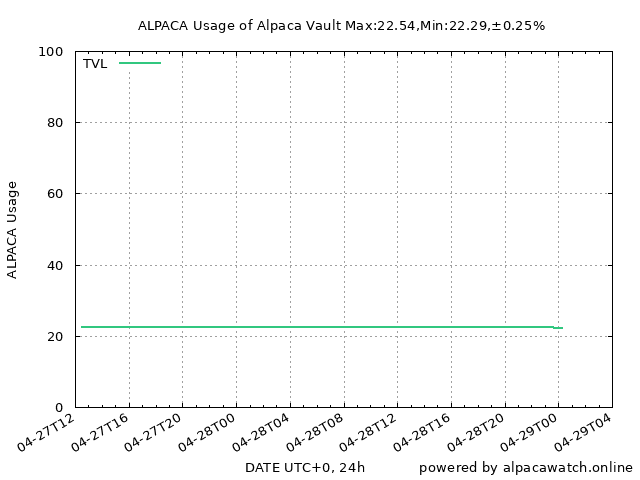 ALPACA Usage of Alpaca Vault Max:22.54,Min:22.29,±0.25%
100
TVL
80
60
40
20
0
ALPACA Usage
04-27T12
04-27T16
04-27T20
04-28T00
04-28T04
04-28T08
04-28T12
04-28T16
04-28T20
04-29T00
04-29T04
DATE UTC+0, 24h
powered by alpacawatch.online